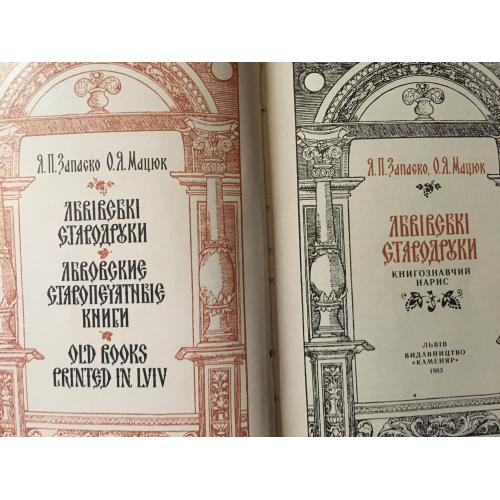 Я.П. Запаско О.Я. Мацюк
Львівські
стародруки
Львовские
старопечатные
книги
Old books
printed in Lviv
Я.П. Запаско, О.Я. Мацюк
Львівські
стародруки
КНИГОЗНАВЧИЙ
НАРИС
ЛЬВІВ
ВИДАВНИЦТВО
«КАМЕНЯР»
1983